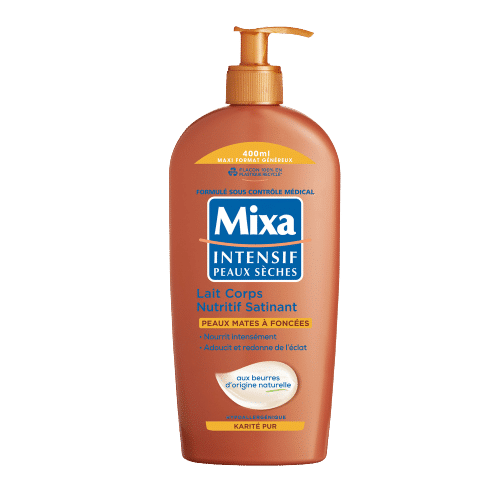 400ml
MAXI FORMAT GÉNÉREUX
FLACON 100% EN
PLASTIQUE RECYCLÉ*
FORMULÉ SOUS CONTRÔLE MÉDICAL
Mixa
INTENSIF
PEAUX SÈCHES
Lait Corps
Nutritif Satinant
PEAUX MATES À FONCÉES
• Nourrit intensément
• Adoucit et redonne de l'éclat
aux beurres
d'origine naturelle
HYPOALLERGÉNIQUE
KARITÉ PUR